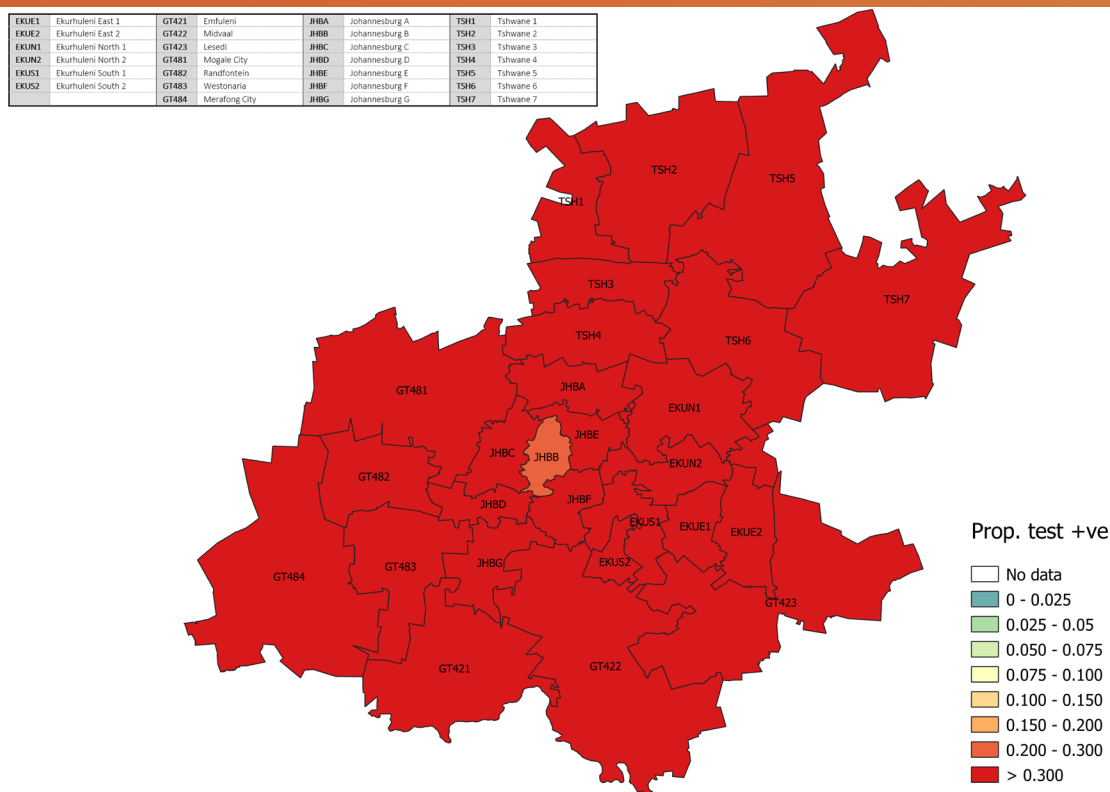 EKUE1 Ekurhuleni East 1 GT421 Emfuleni JHBA Johannesburg A TSH1 Tshwane 1
EKUE2 Ekurhuleni East 2 GT422 Midvaal JHBB Johannesburg B TSH2 Tshwane 2
EKUN1 Ekurhuleni North 1 GT423 Lesedi JHBC Johannesburg C TSH3 Tshwane 3
EKUN2 Ekurhuleni North 2 GT481 Mogale City JHBD Johannesburg D TSH4 Tshwane 4
EKUS1 Ekurhuleni South 1 GT482 Randfontein JHBE Johannesburg E TSH5 Tshwane 5
EKUS2 Ekurhuleni South 2 GT483 Westonaria JHBF Johannesburg F TSH6 Tshwane 6
GT484 Merafong City JHBG Johannesburg G TSH7 Tshwane 7
TSH2
TSH5
TSH1
TSH3
TSH7
TSH4
TSH6
JHBA
GT481
EKUN1
JHBE
JHBC
JHBB
EKUN2
GT482
JHBF
JHBD
EKUS1
EKUE1
EKUE2
JHBG
EKUS2
GT483
GT484
GT423
GT422
GT421
Prop. test +ve
No data
0 - 0.025
0.025 - 0.05
0.050 - 0.075
0.075 - 0.100
0.100 - 0.150
0.150 - 0.200
0.200 - 0.300
> 0.300